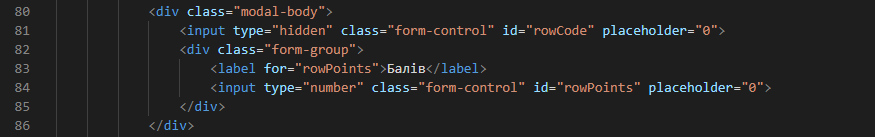 80 <div class="modal-body">
81 <input type="hidden" class="form-control" id="rowCode" placeholder="0">
82 <div class="form-group">
83 <label for="rowPoints">Балів</label>
84 <input type="number" class="form-control" id="rowPoints" placeholder="0">
85 </div>
86 </div>